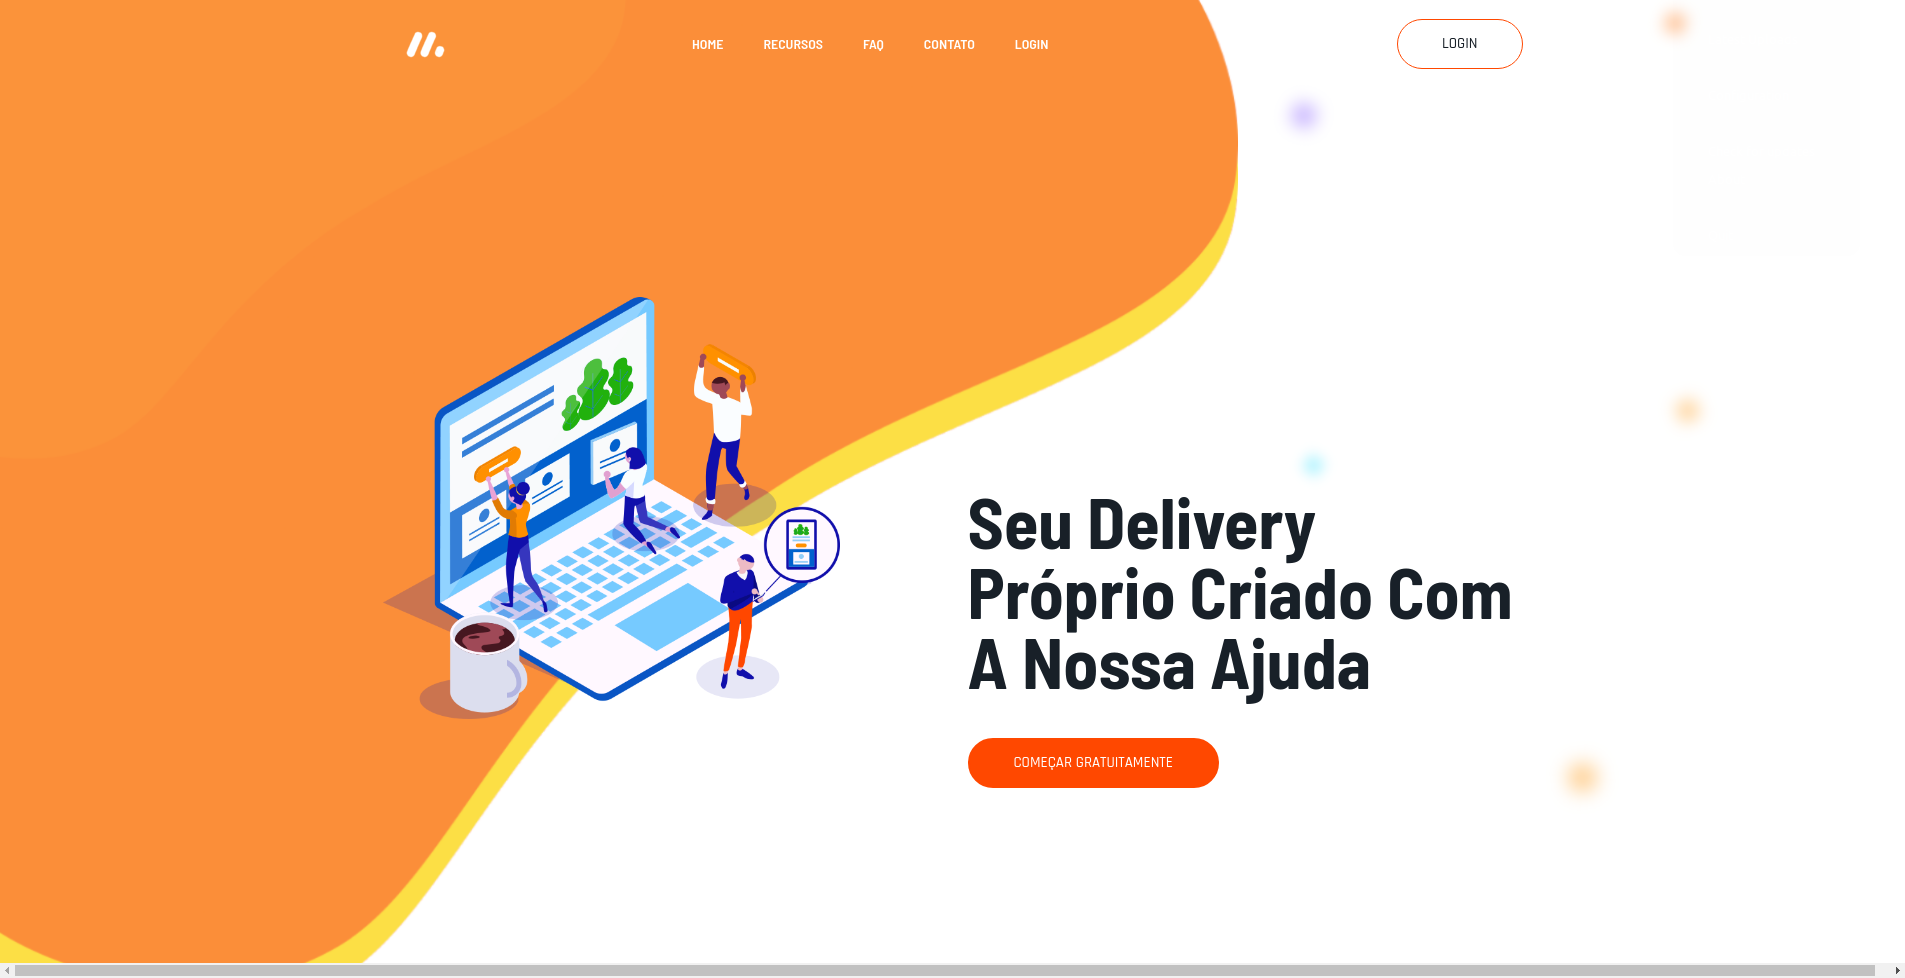 HOME
RECURSOS
FAQ
CONTATO
LOGIN
LOGIN
Seu Delivery
Próprio Criado Com
A Nossa Ajuda
COMEÇAR GRATUITAMENTE